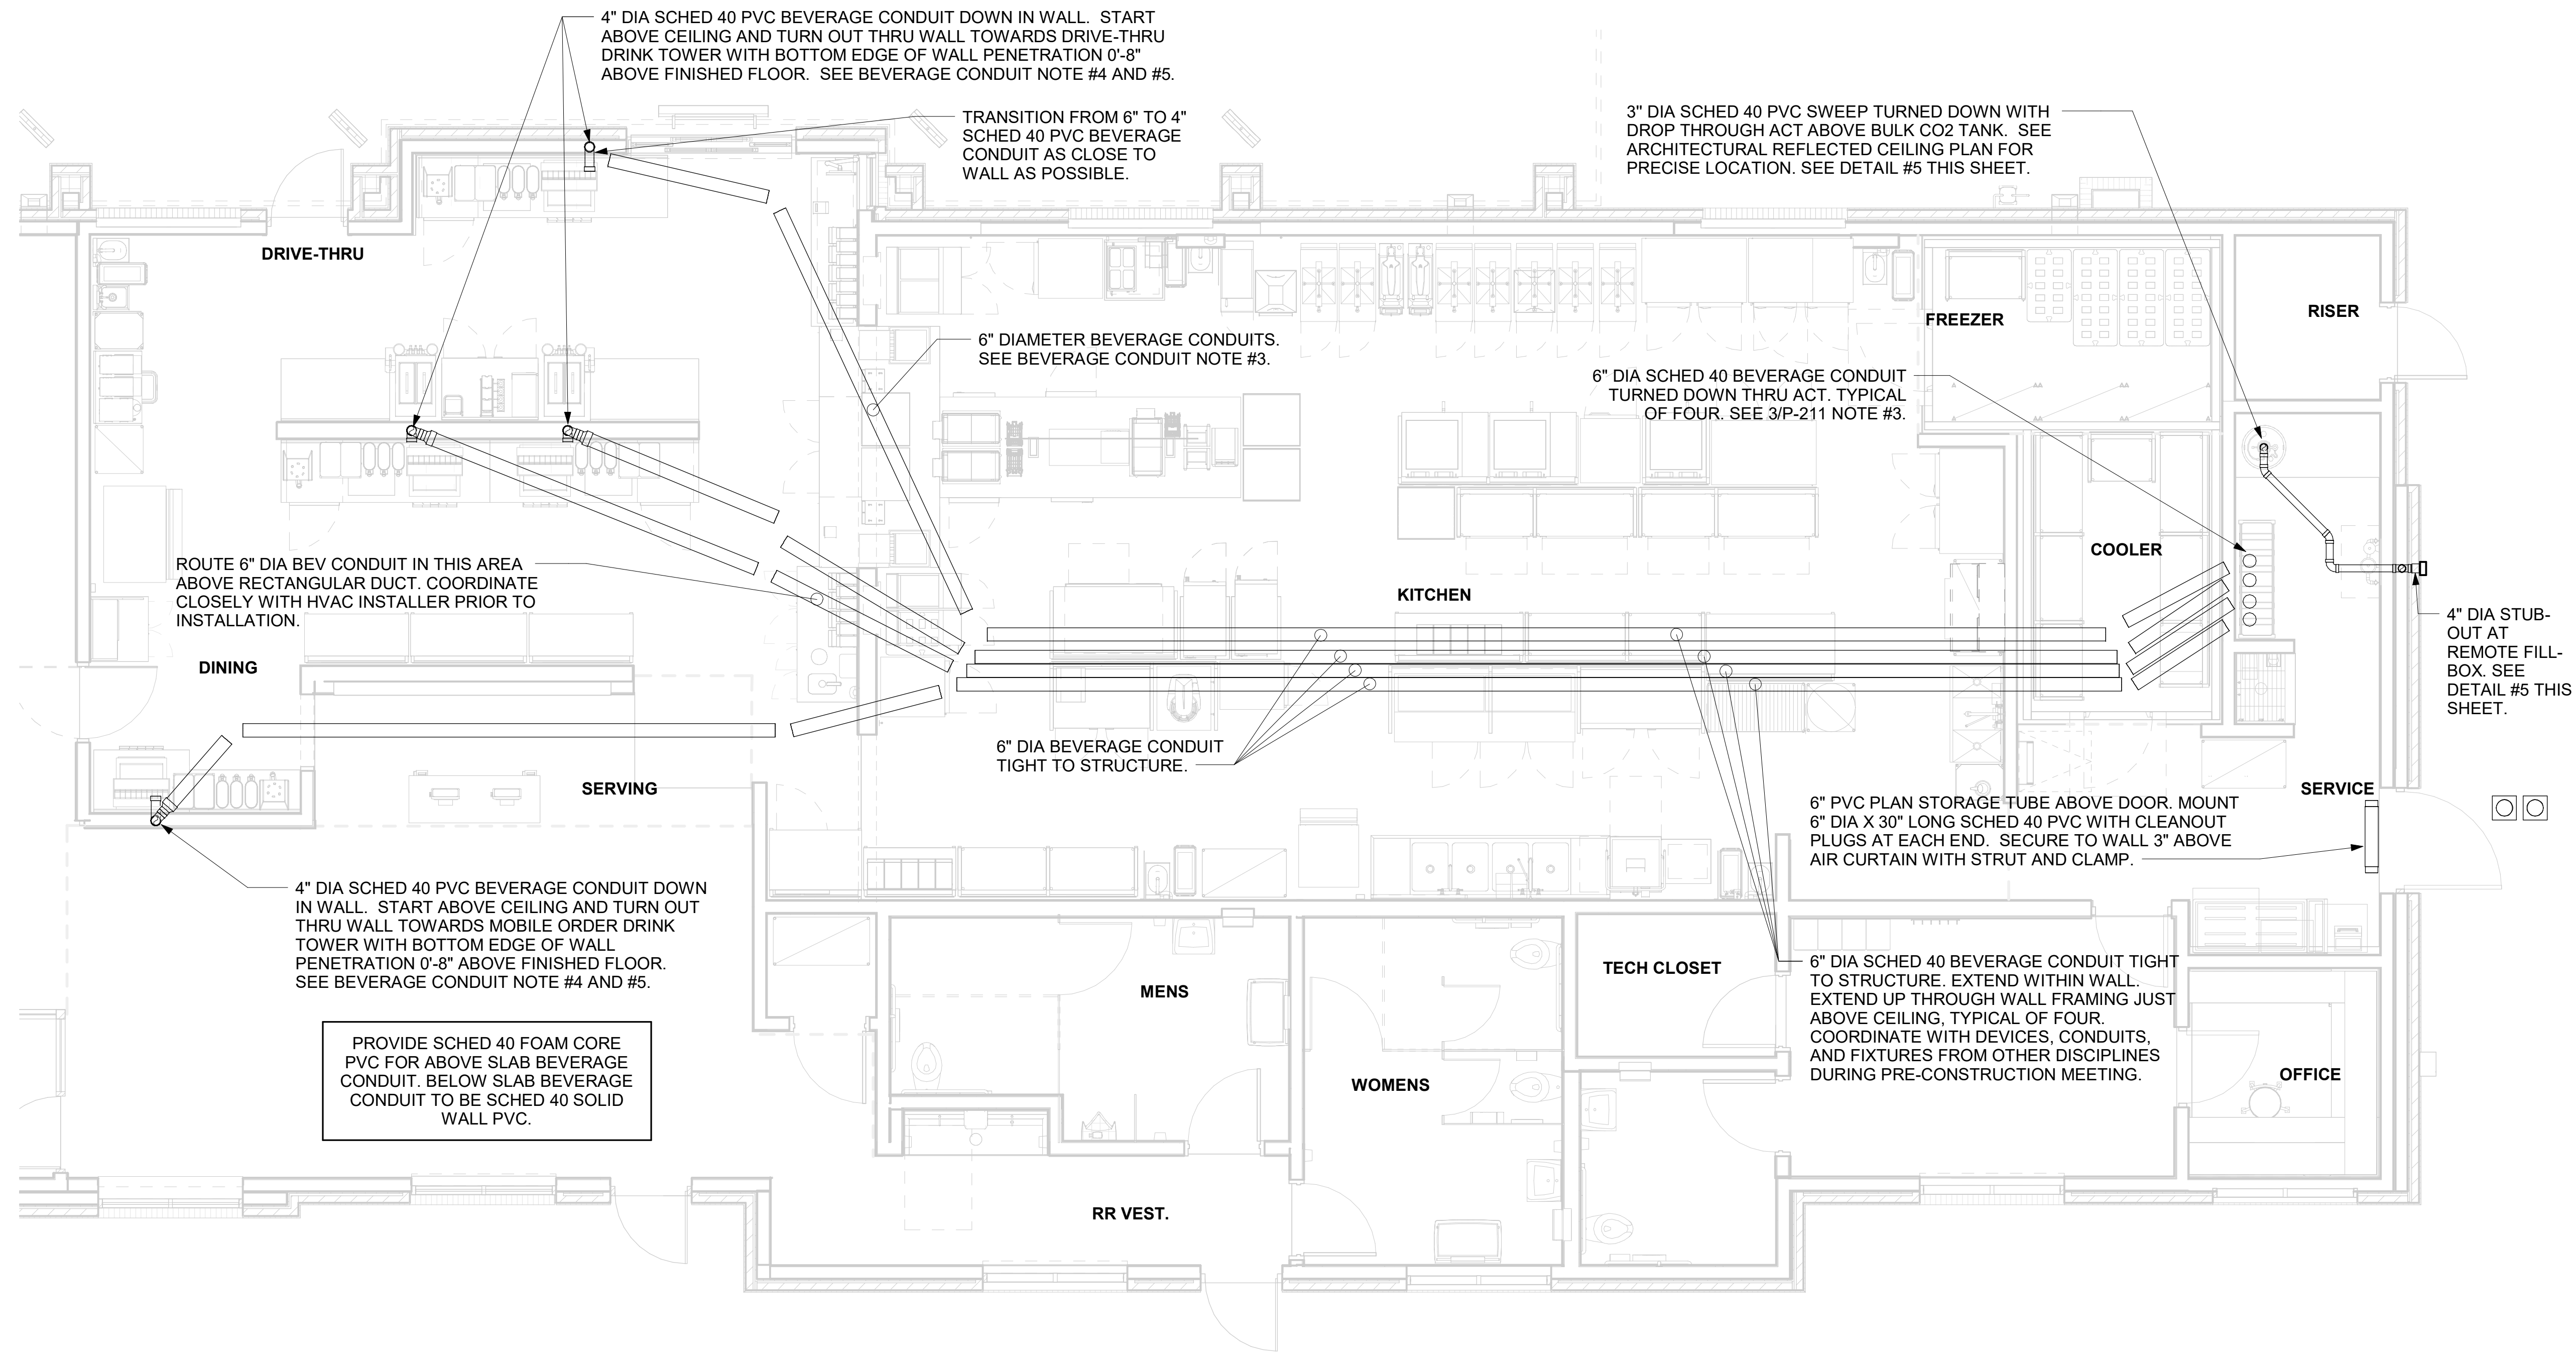 4" DIA SCHED 40 PVC BEVERAGE CONDUIT DOWN IN WALL.  START
ABOVE CEILING AND TURN OUT THRU WALL TOWARDS DRIVE-THRU
DRINK TOWER WITH BOTTOM EDGE OF WALL PENETRATION 0'-8"
ABOVE FINISHED FLOOR.  SEE BEVERAGE CONDUIT NOTE #4 AND #5.
TRANSITION FROM 6" TO 4"
SCHED 40 PVC BEVERAGE
CONDUIT AS CLOSE TO
WALL AS POSSIBLE.
3" DIA SCHED 40 PVC SWEEP TURNED DOWN WITH
DROP THROUGH ACT ABOVE BULK CO2 TANK.  SEE
ARCHITECTURAL REFLECTED CEILING PLAN FOR
PRECISE LOCATION. SEE DETAIL #5 THIS SHEET.
DRIVE-THRU
RISER
FREEZER
6" DIAMETER BEVERAGE CONDUITS.
SEE BEVERAGE CONDUIT NOTE #3.
6" DIA SCHED 40 BEVERAGE CONDUIT
TURNED DOWN THRU ACT. TYPICAL
OF FOUR. SEE 3/P-211 NOTE #3.
COOLER
ROUTE 6" DIA BEV CONDUIT IN THIS AREA
ABOVE RECTANGULAR DUCT. COORDINATE
CLOSELY WITH HVAC INSTALLER PRIOR TO
INSTALLATION.
KITCHEN
4" DIA STUB-
OUT AT
REMOTE FILL-
BOX. SEE
DETAIL #5 THIS
SHEET.
DINING
6" DIA BEVERAGE CONDUIT
TIGHT TO STRUCTURE.
SERVING
SERVICE
6" PVC PLAN STORAGE TUBE ABOVE DOOR. MOUNT
6" DIA X 30" LONG SCHED 40 PVC WITH CLEANOUT
PLUGS AT EACH END.  SECURE TO WALL 3" ABOVE
AIR CURTAIN WITH STRUT AND CLAMP.
4" DIA SCHED 40 PVC BEVERAGE CONDUIT DOWN
IN WALL.  START ABOVE CEILING AND TURN OUT
THRU WALL TOWARDS MOBILE ORDER DRINK
TOWER WITH BOTTOM EDGE OF WALL
PENETRATION 0'-8" ABOVE FINISHED FLOOR.
SEE BEVERAGE CONDUIT NOTE #4 AND #5.
MENS
TECH CLOSET
6" DIA SCHED 40 BEVERAGE CONDUIT TIGHT
TO STRUCTURE. EXTEND WITHIN WALL.
EXTEND UP THROUGH WALL FRAMING JUST
ABOVE CEILING, TYPICAL OF FOUR.
COORDINATE WITH DEVICES, CONDUITS,
AND FIXTURES FROM OTHER DISCIPLINES
DURING PRE-CONSTRUCTION MEETING.
PROVIDE SCHED 40 FOAM CORE
PVC FOR ABOVE SLAB BEVERAGE
CONDUIT. BELOW SLAB BEVERAGE
CONDUIT TO BE SCHED 40 SOLID
WALL PVC.
WOMENS
OFFICE
RR VEST.